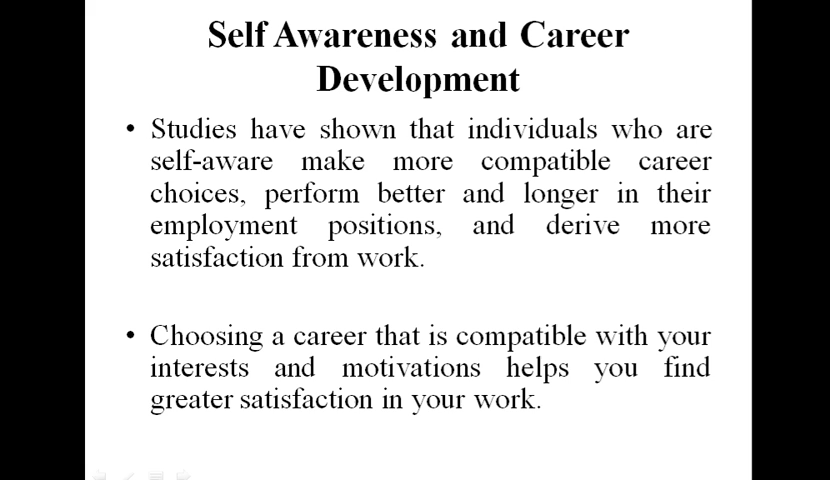 Self Awareness and Career
Development
• Studies have shown that individuals who are
self-aware make more compatible career
choices, perform better and longer in their
employment positions, and derive more
satisfaction from work.
• Choosing a career that is compatible with your
interests and motivations helps you find
greater satisfaction in your work.